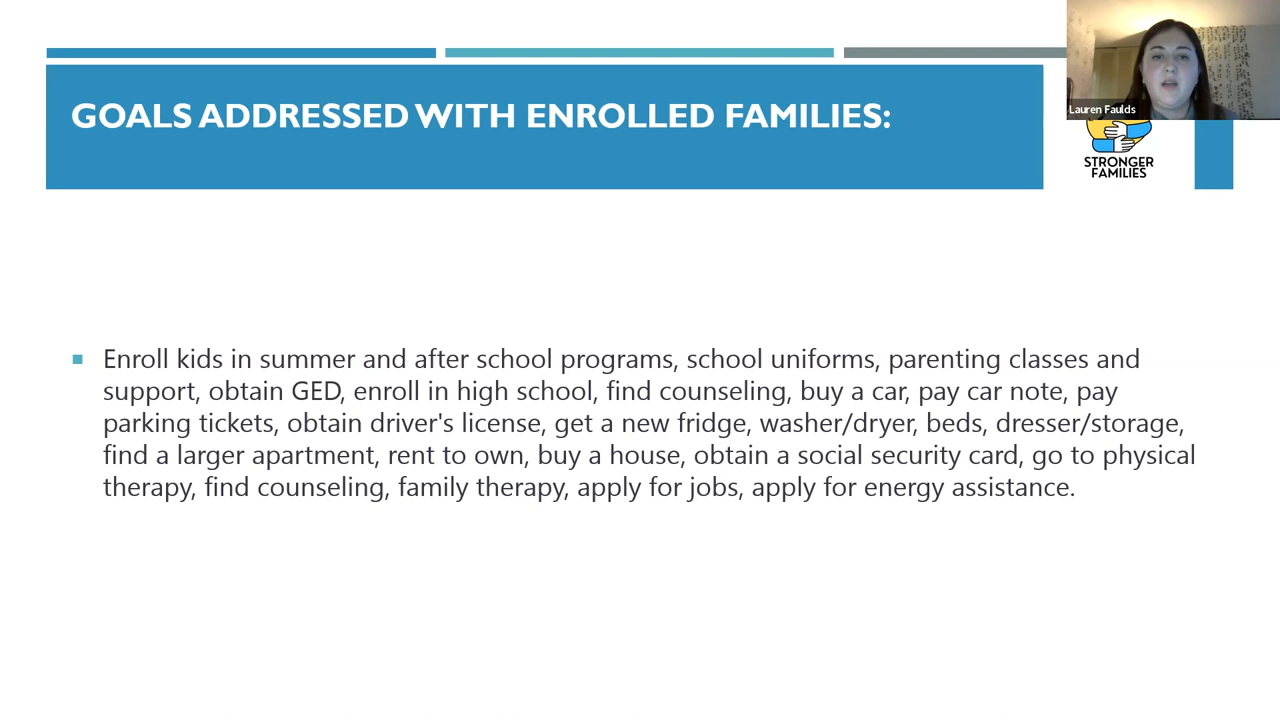 GOALS ADDRESSED WITH ENROLLED FAMILIES:
Lauren Faulds
STRONGER
FAMILIES
Enroll kids in summer and after school programs, school uniforms, parenting classes and
support, obtain GED, enroll in high school, find counseling, buy a car, pay car note, pay
parking tickets, obtain driver's license, get a new fridge, washer/dryer, beds, dresser/storage,
find a larger apartment, rent to own, buy a house, obtain a social security card, go to physical
therapy, find counseling, family therapy, apply for jobs, apply for energy assistance.